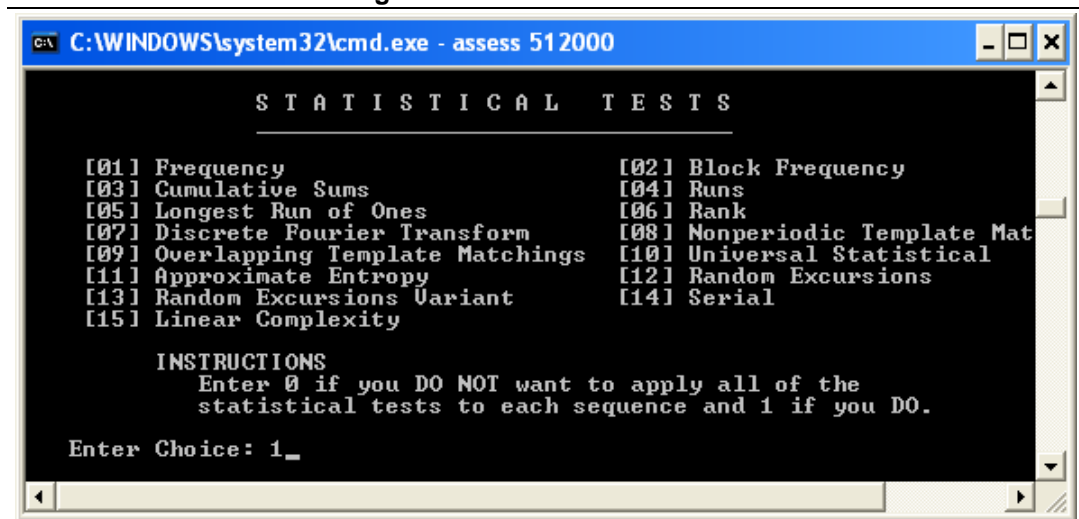 C:\WINDOWS\system32\cmd.exe - assess 512000
S T A T I S T I C A L   T E S T S
[01] Frequency [02] Block Frequency
[03] Cumulative Sums [04] Runs
[05] Longest Run of Ones [06] Rank
[07] Discrete Fourier Transform [08] Nonperiodic Template Mat
[09] Overlapping Template Matchings [10] Universal Statistical
[11] Approximate Entropy [12] Random Excursions
[13] Random Excursions Variant [14] Serial
[15] Linear Complexity
INSTRUCTIONS
Enter 0 if you DO NOT want to apply all of the
statistical tests to each sequence and 1 if you DO.
Enter Choice: 1_